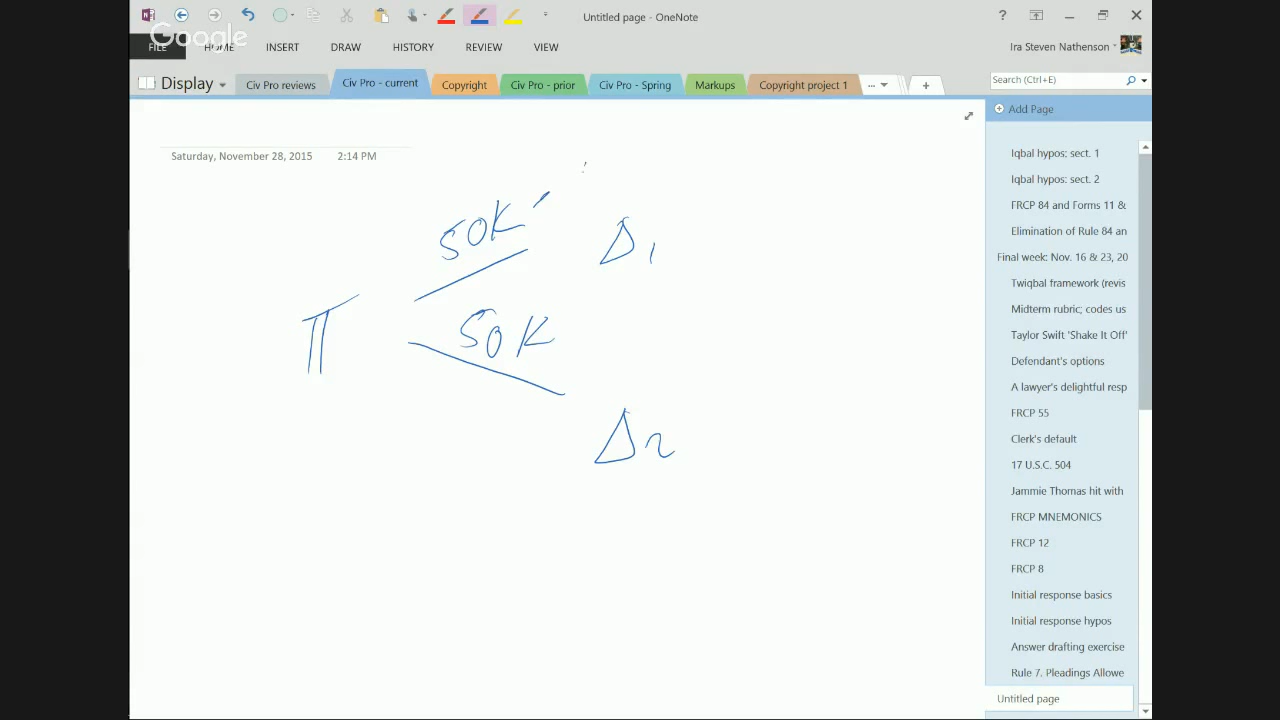 Untitled page - OneNote
?
Google
FILE HOME INSERT DRAW HISTORY REVIEW VIEW
Ira Steven Nathenson
Display Civ Pro reviews Civ Pro - current Copyright Civ Pro - prior Civ Pro - Spring Markups Copyright project 1 ... +
Search (Ctrl+E)
Add Page
Saturday, November 28, 2015 2:14 PM
50K
Δ1
π
50K
Δ2
Iqbal hypos: sect. 1
Iqbal hypos: sect. 2
FRCP 84 and Forms 11 &
Elimination of Rule 84 an
Final week: Nov. 16 & 23, 20
Twiqbal framework (revis
Midterm rubric; codes us
Taylor Swift 'Shake It Off'
Defendant's options
A lawyer's delightful resp
FRCP 55
Clerk's default
17 U.S.C. 504
Jammie Thomas hit with
FRCP MNEMONICS
FRCP 12
FRCP 8
Initial response basics
Initial response hypos
Answer drafting exercise
Rule 7. Pleadings Allowe
Untitled page